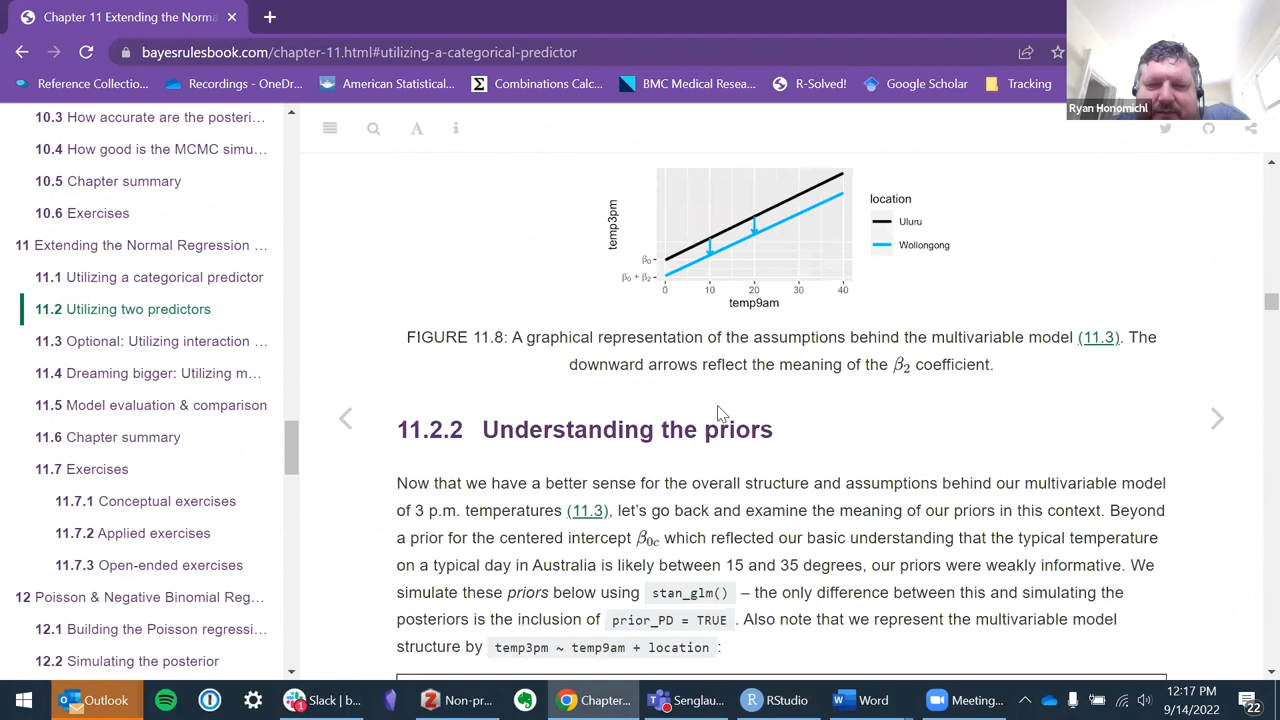 Chapter 11 Extending the Norma
bayesrulesbook.com/chapter-11.html#utilizing-a-categorical-predictor
Reference Collection...
Recordings - OneDr...
American Statistical...
Combinations Calc...
BMC Medical Resea...
R-Solved!
Google Scholar
Tracking
Ryan Honomichl
10.3 How accurate are the posteri...
10.4 How good is the MCMC simu...
10.5 Chapter summary
10.6 Exercises
11 Extending the Normal Regression ...
11.1 Utilizing a categorical predictor
11.2 Utilizing two predictors
11.3 Optional: Utilizing interaction ...
11.4 Dreaming bigger: Utilizing m...
11.5 Model evaluation & comparison
11.6 Chapter summary
11.7 Exercises
11.7.1 Conceptual exercises
11.7.2 Applied exercises
11.7.3 Open-ended exercises
12 Poisson & Negative Binomial Reg...
12.1 Building the Poisson regressi...
12.2 Simulating the posterior
temp3pm
β₀
β₀ + β₂
0 10 20 30 40
temp9am
location
Uluru
Wollongong
FIGURE 11.8: A graphical representation of the assumptions behind the multivariable model (11.3). The
downward arrows reflect the meaning of the β₂ coefficient.
11.2.2 Understanding the priors
Now that we have a better sense for the overall structure and assumptions behind our multivariable model
of 3 p.m. temperatures (11.3), let's go back and examine the meaning of our priors in this context. Beyond
a prior for the centered intercept β₀c which reflected our basic understanding that the typical temperature
on a typical day in Australia is likely between 15 and 35 degrees, our priors were weakly informative. We
simulate these priors below using stan_glm() – the only difference between this and simulating the
posteriors is the inclusion of prior_PD = TRUE . Also note that we represent the multivariable model
structure by temp3pm ~ temp9am + location :
Outlook
1
Slack | b...
Non-pro...
Chapte...
Senglau...
RStudio
Word
Meeting...
12:17 PM
9/14/2022
22